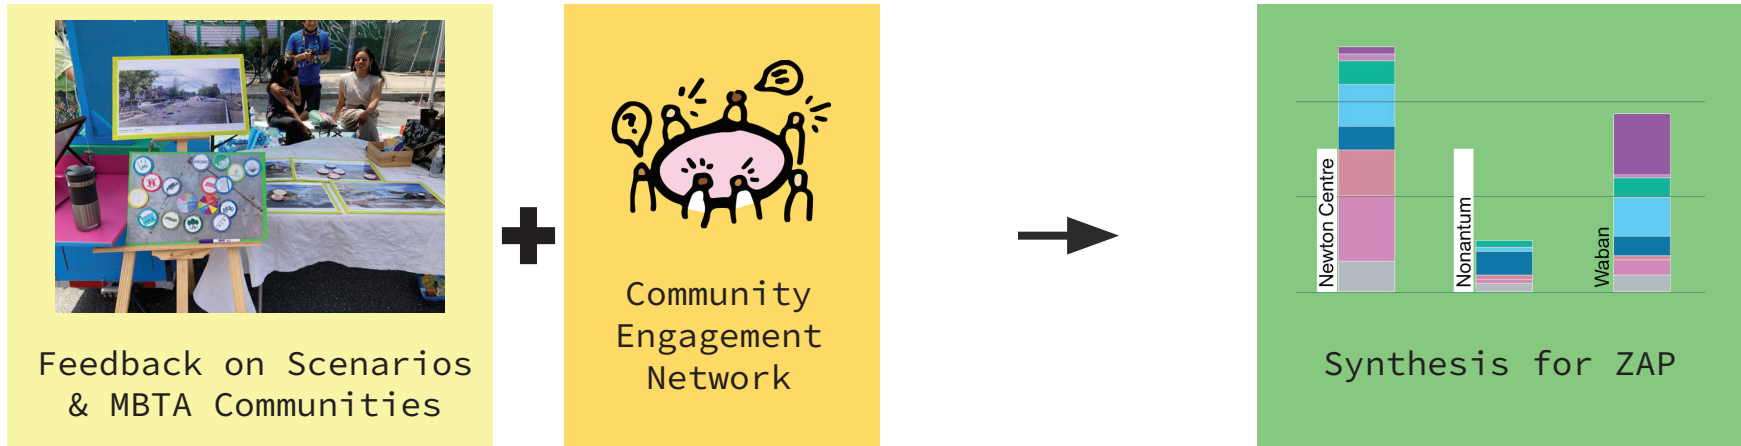 Feedback on Scenarios
& MBTA Communities
?
Community
Engagement
Network
Newton Centre
Nonantum
Waban
Synthesis for ZAP